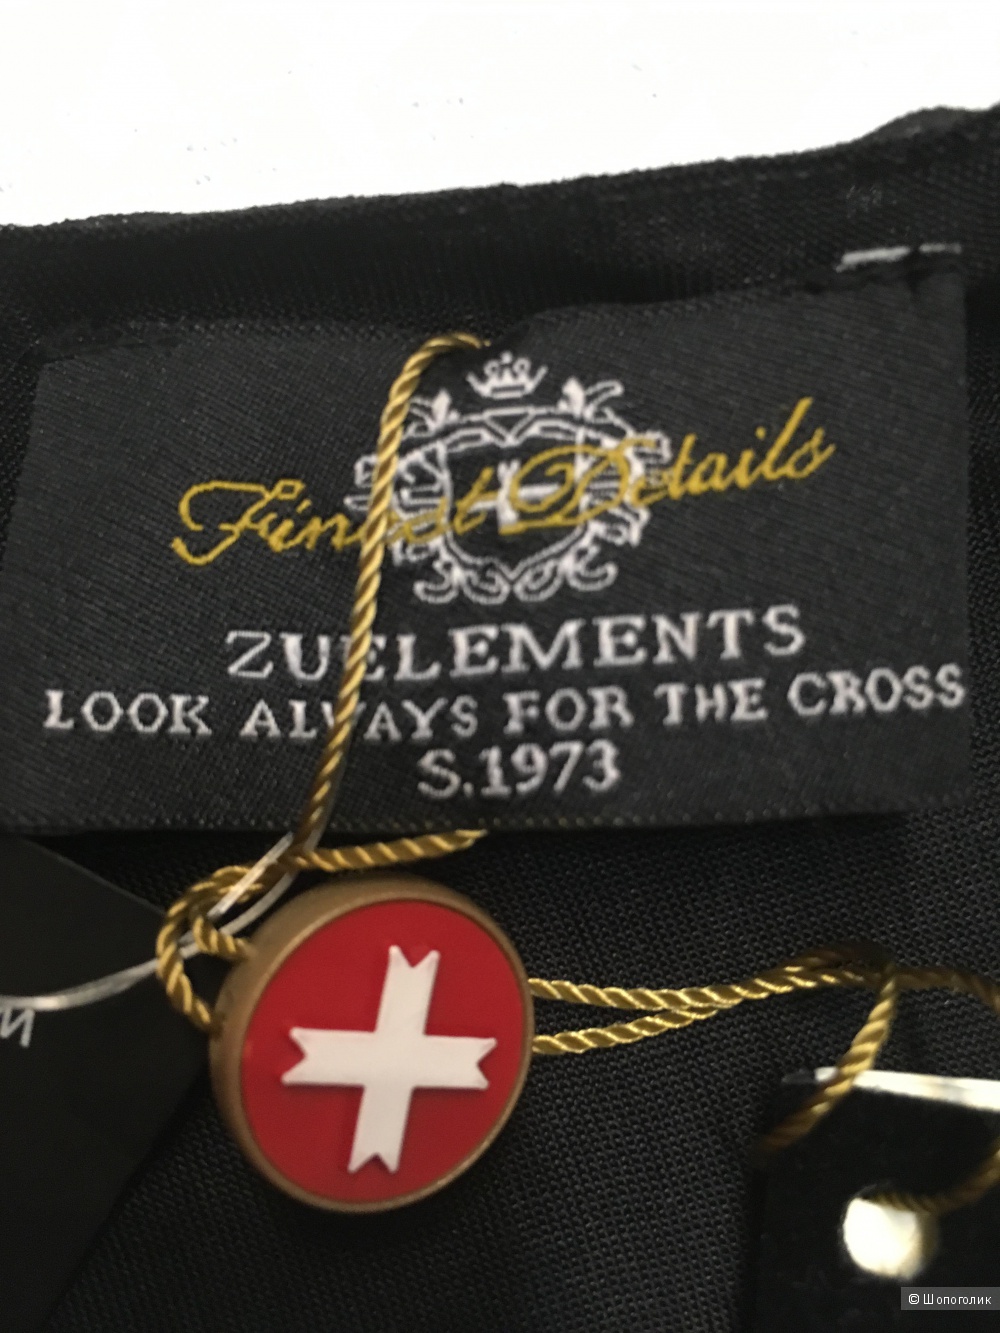 Finest Details
ZUELEMENTS
LOOK ALWAYS FOR THE CROSS
S.1973
© Шопоголик